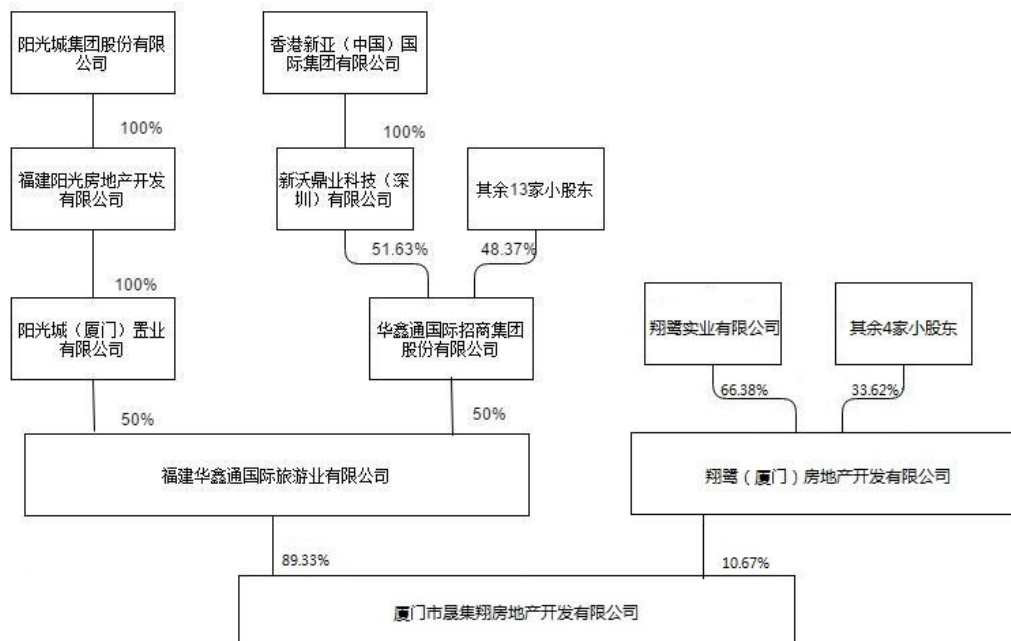 阳光城集团股份有限
公司
香港新亚（中国）国
际集团有限公司
100%
100%
福建阳光房地产开发
有限公司
新沃鼎业科技（深
圳）有限公司
其余13家小股东
51.63%
48.37%
100%
阳光城（厦门）置业
有限公司
华鑫通国际招商集团
股份有限公司
翔鹭实业有限公司
其余4家小股东
66.38%
33.62%
50%
50%
福建华鑫通国际旅游业有限公司
翔鹭（厦门）房地产开发有限公司
89.33%
10.67%
厦门市晟集翔房地产开发有限公司